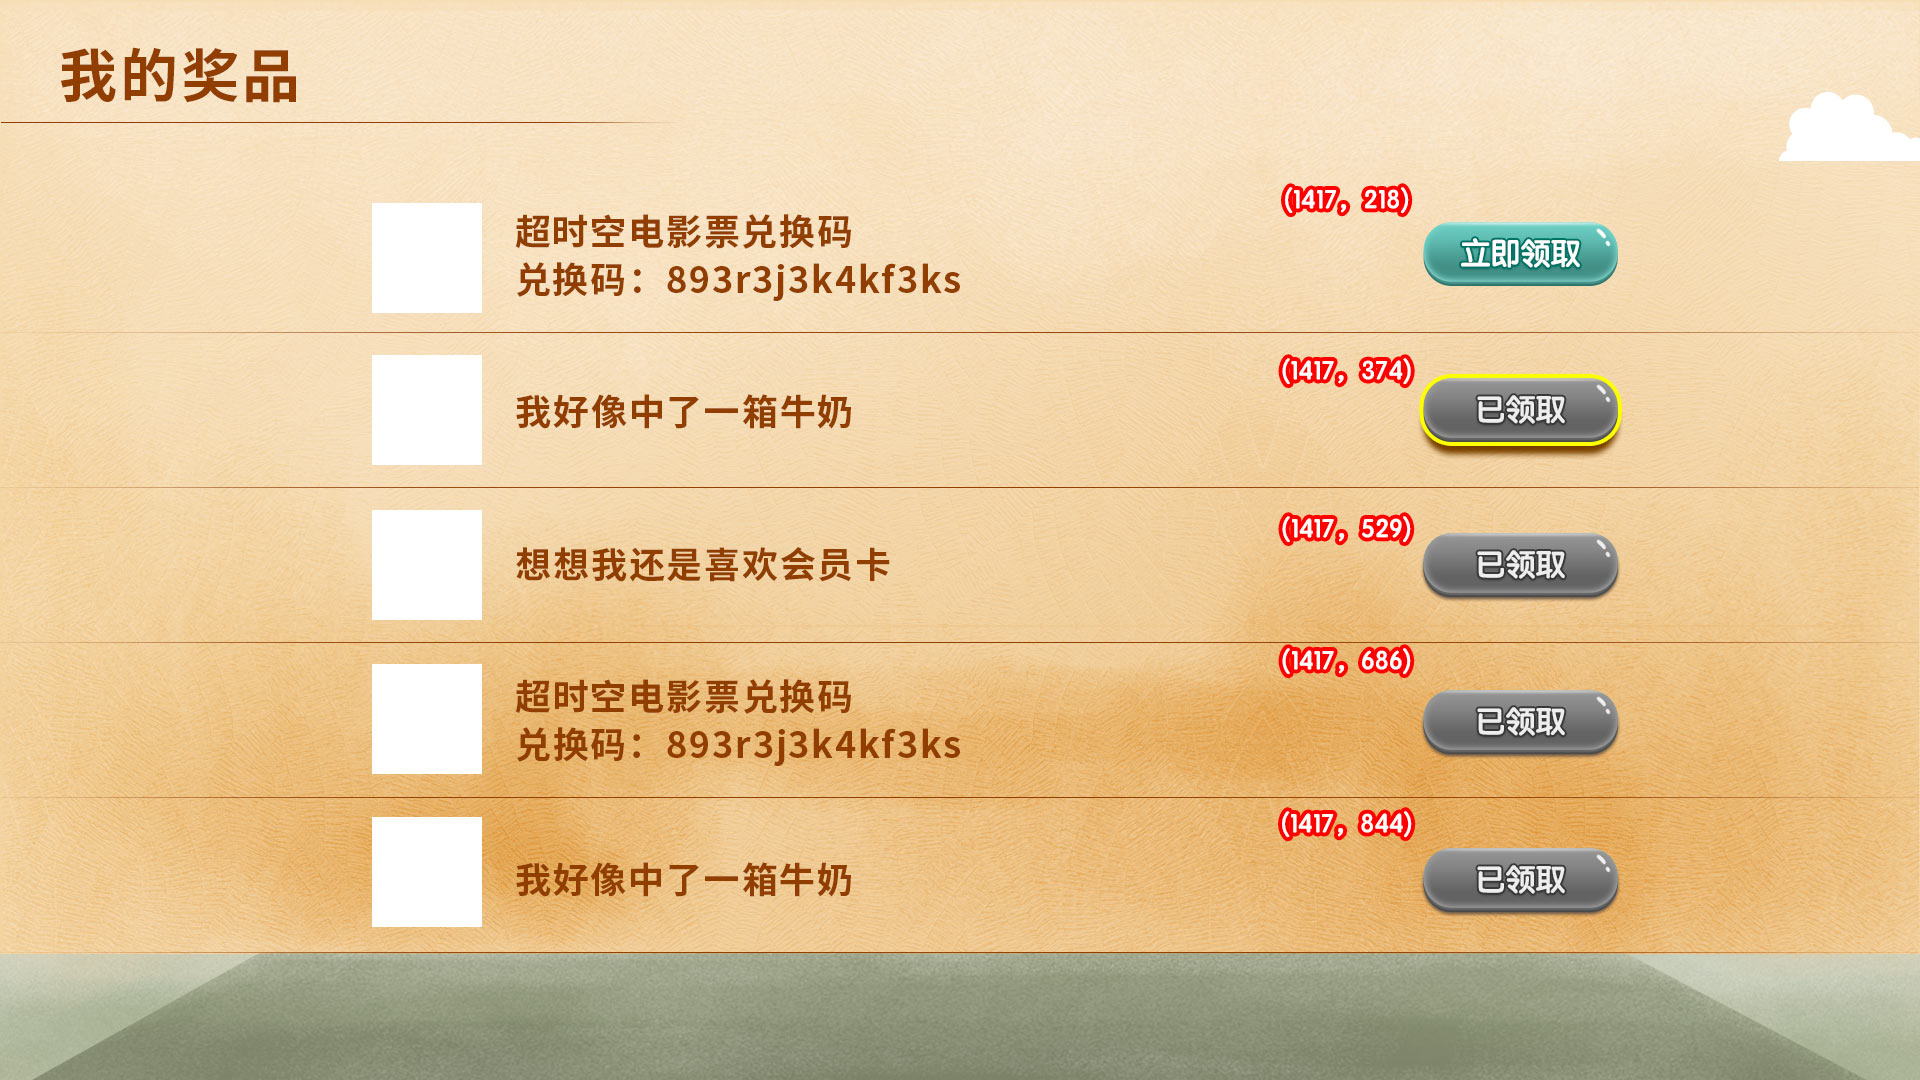 我的奖品
(1417，218)
超时空电影票兑换码
立即领取
兑换码：893r3j3k4kf3ks
(1417，374)
我好像中了一箱牛奶
已领取
(1417，529)
想想我还是喜欢会员卡
已领取
(1417，686)
超时空电影票兑换码
已领取
兑换码：893r3j3k4kf3ks
(1417，844)
我好像中了一箱牛奶
已领取